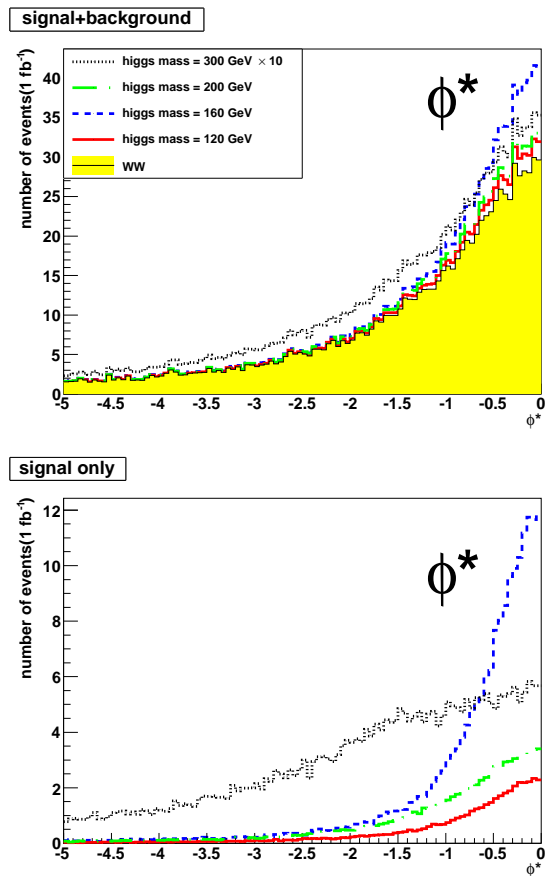 signal+background
number of events(1 fb⁻¹)
40
35
30
25
20
15
10
5
0
higgs mass = 300 GeV ×10
higgs mass = 200 GeV
higgs mass = 160 GeV
higgs mass = 120 GeV
WW
ϕ*
-5 -4.5 -4 -3.5 -3 -2.5 -2 -1.5 -1 -0.5 0
ϕ*
signal only
number of events(1 fb⁻¹)
12
10
8
6
4
2
0
ϕ*
-5 -4.5 -4 -3.5 -3 -2.5 -2 -1.5 -1 -0.5 0
ϕ*